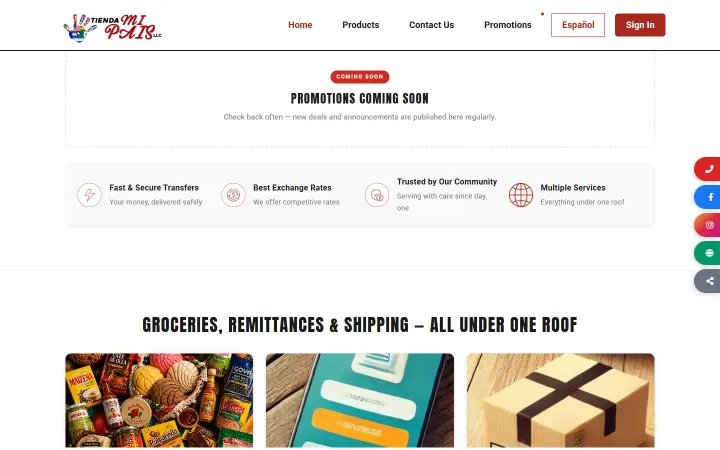 TIENDA MI PAIS LLC
Home
Products
Contact Us
Promotions
Español
Sign In
COMING SOON
PROMOTIONS COMING SOON
Check back often — new deals and announcements are published here regularly.
Fast & Secure Transfers
Your money, delivered safely
Best Exchange Rates
We offer competitive rates
Trusted by Our Community
Serving with care since day
one
Multiple Services
Everything under one roof
GROCERIES, REMITTANCES & SHIPPING – ALL UNDER ONE ROOF
MAIZENA